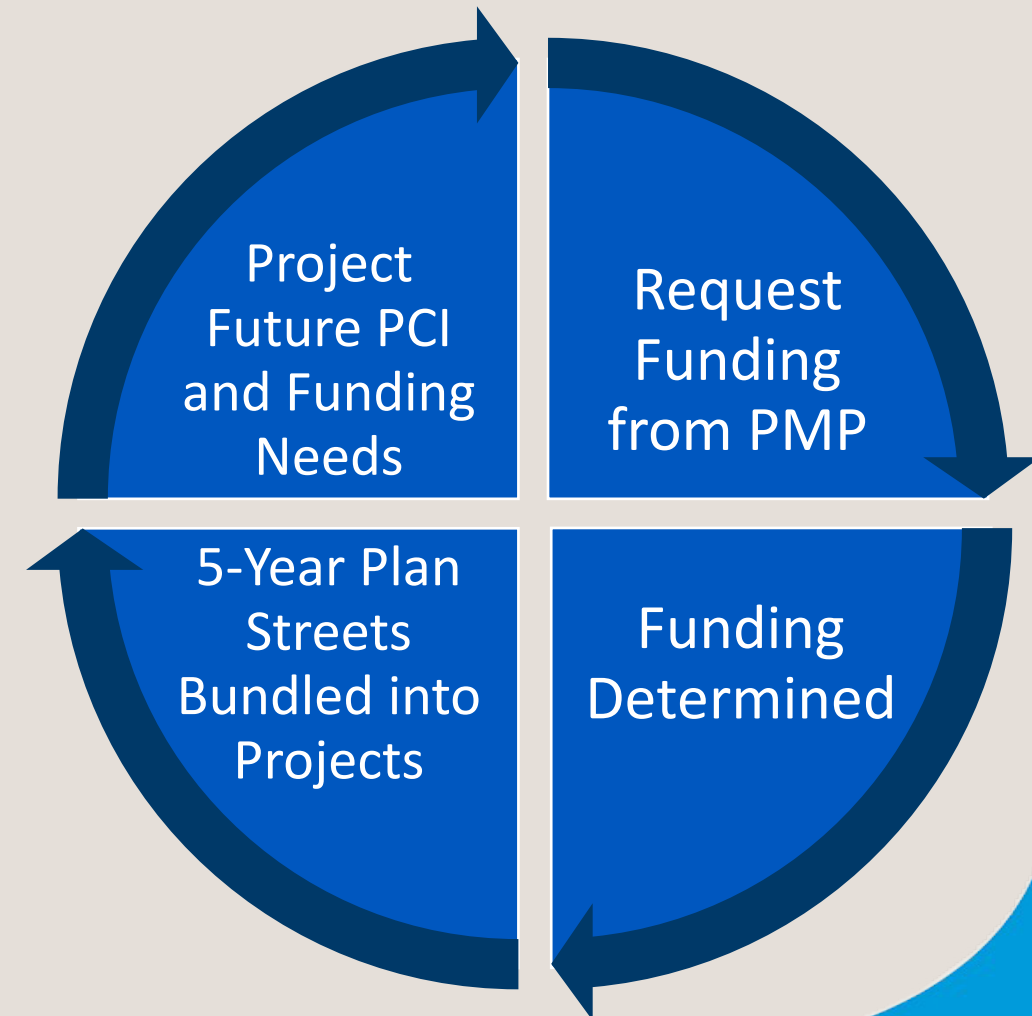 Project
Future PCI
and Funding
Needs
Request
Funding
from PMP
5-Year Plan
Streets
Bundled into
Projects
Funding
Determined